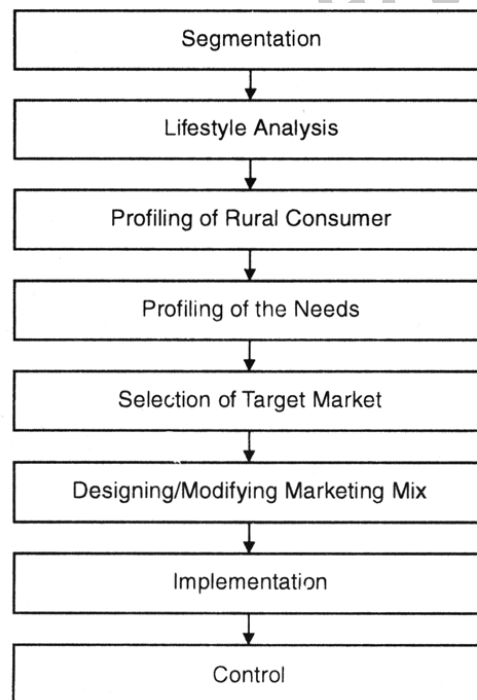 Segmentation
Lifestyle Analysis
Profiling of Rural Consumer
Profiling of the Needs
Selection of Target Market
Designing/Modifying Marketing Mix
Implementation
Control